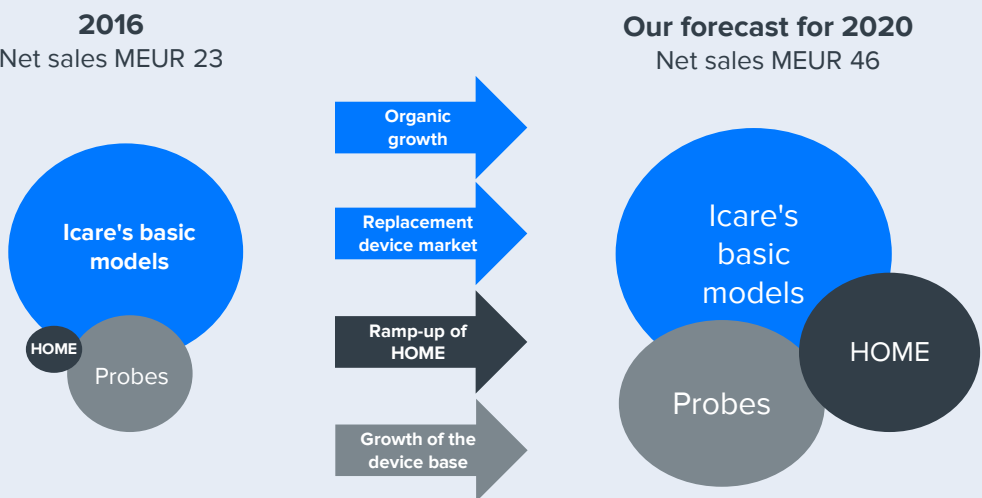 2016
Net sales MEUR 23
Icare's basic
models
HOME
Probes
Organic
growth
Replacement
device market
Ramp-up of
HOME
Growth of the
device base
Our forecast for 2020
Net sales MEUR 46
Icare's
basic
models
HOME
Probes